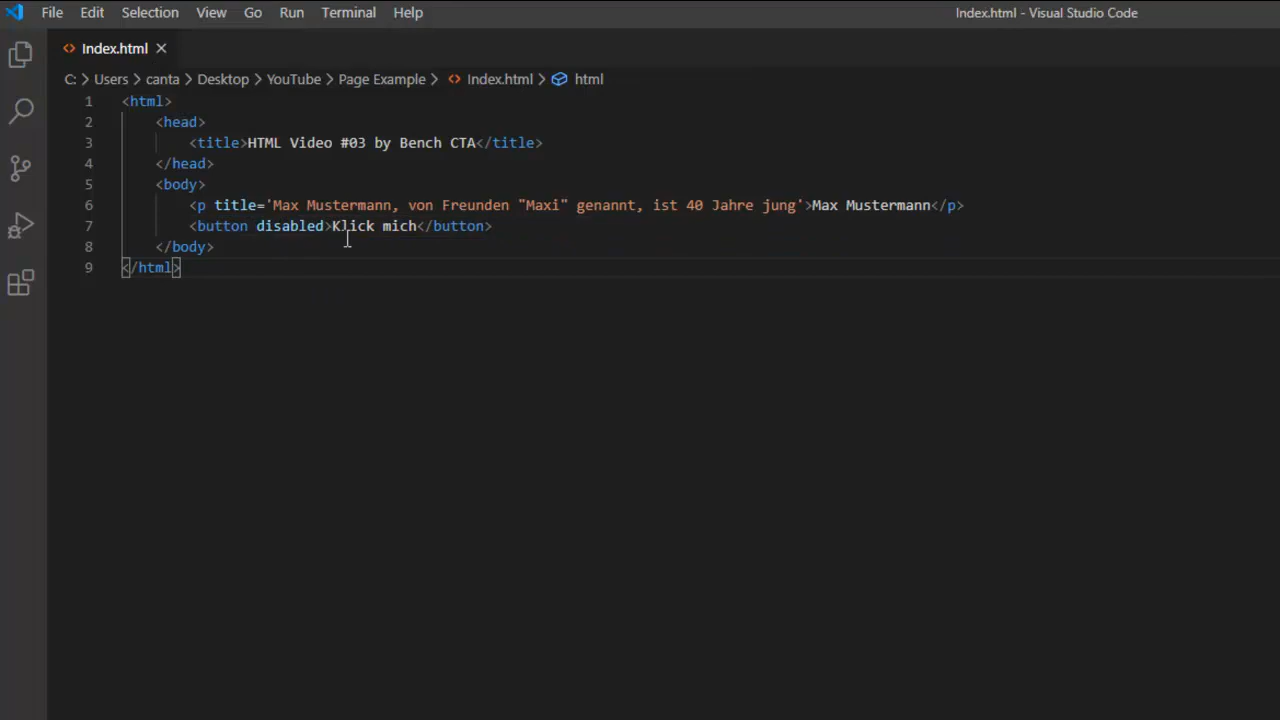 File Edit Selection View Go Run Terminal Help Index.html - Visual Studio Code
Index.html
C: > Users > canta > Desktop > YouTube > Page Example > Index.html > html
1 <html>
2 <head>
3 <title>HTML Video #03 by Bench CTA</title>
4 </head>
5 <body>
6 <p title='Max Mustermann, von Freunden "Maxi" genannt, ist 40 Jahre jung'>Max Mustermann</p>
7 <button disabled>Klick mich</button>
8 </body>
9 </html>